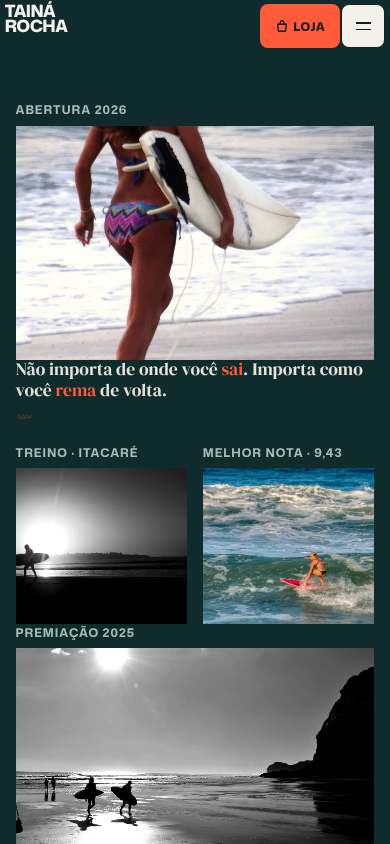 TAINÁ
ROCHA
LOJA
ABERTURA 2026
Não importa de onde você sai. Importa como
você rema de volta.
TREINO · ITACARÉ
MELHOR NOTA · 9,43
PREMIAÇÃO 2025